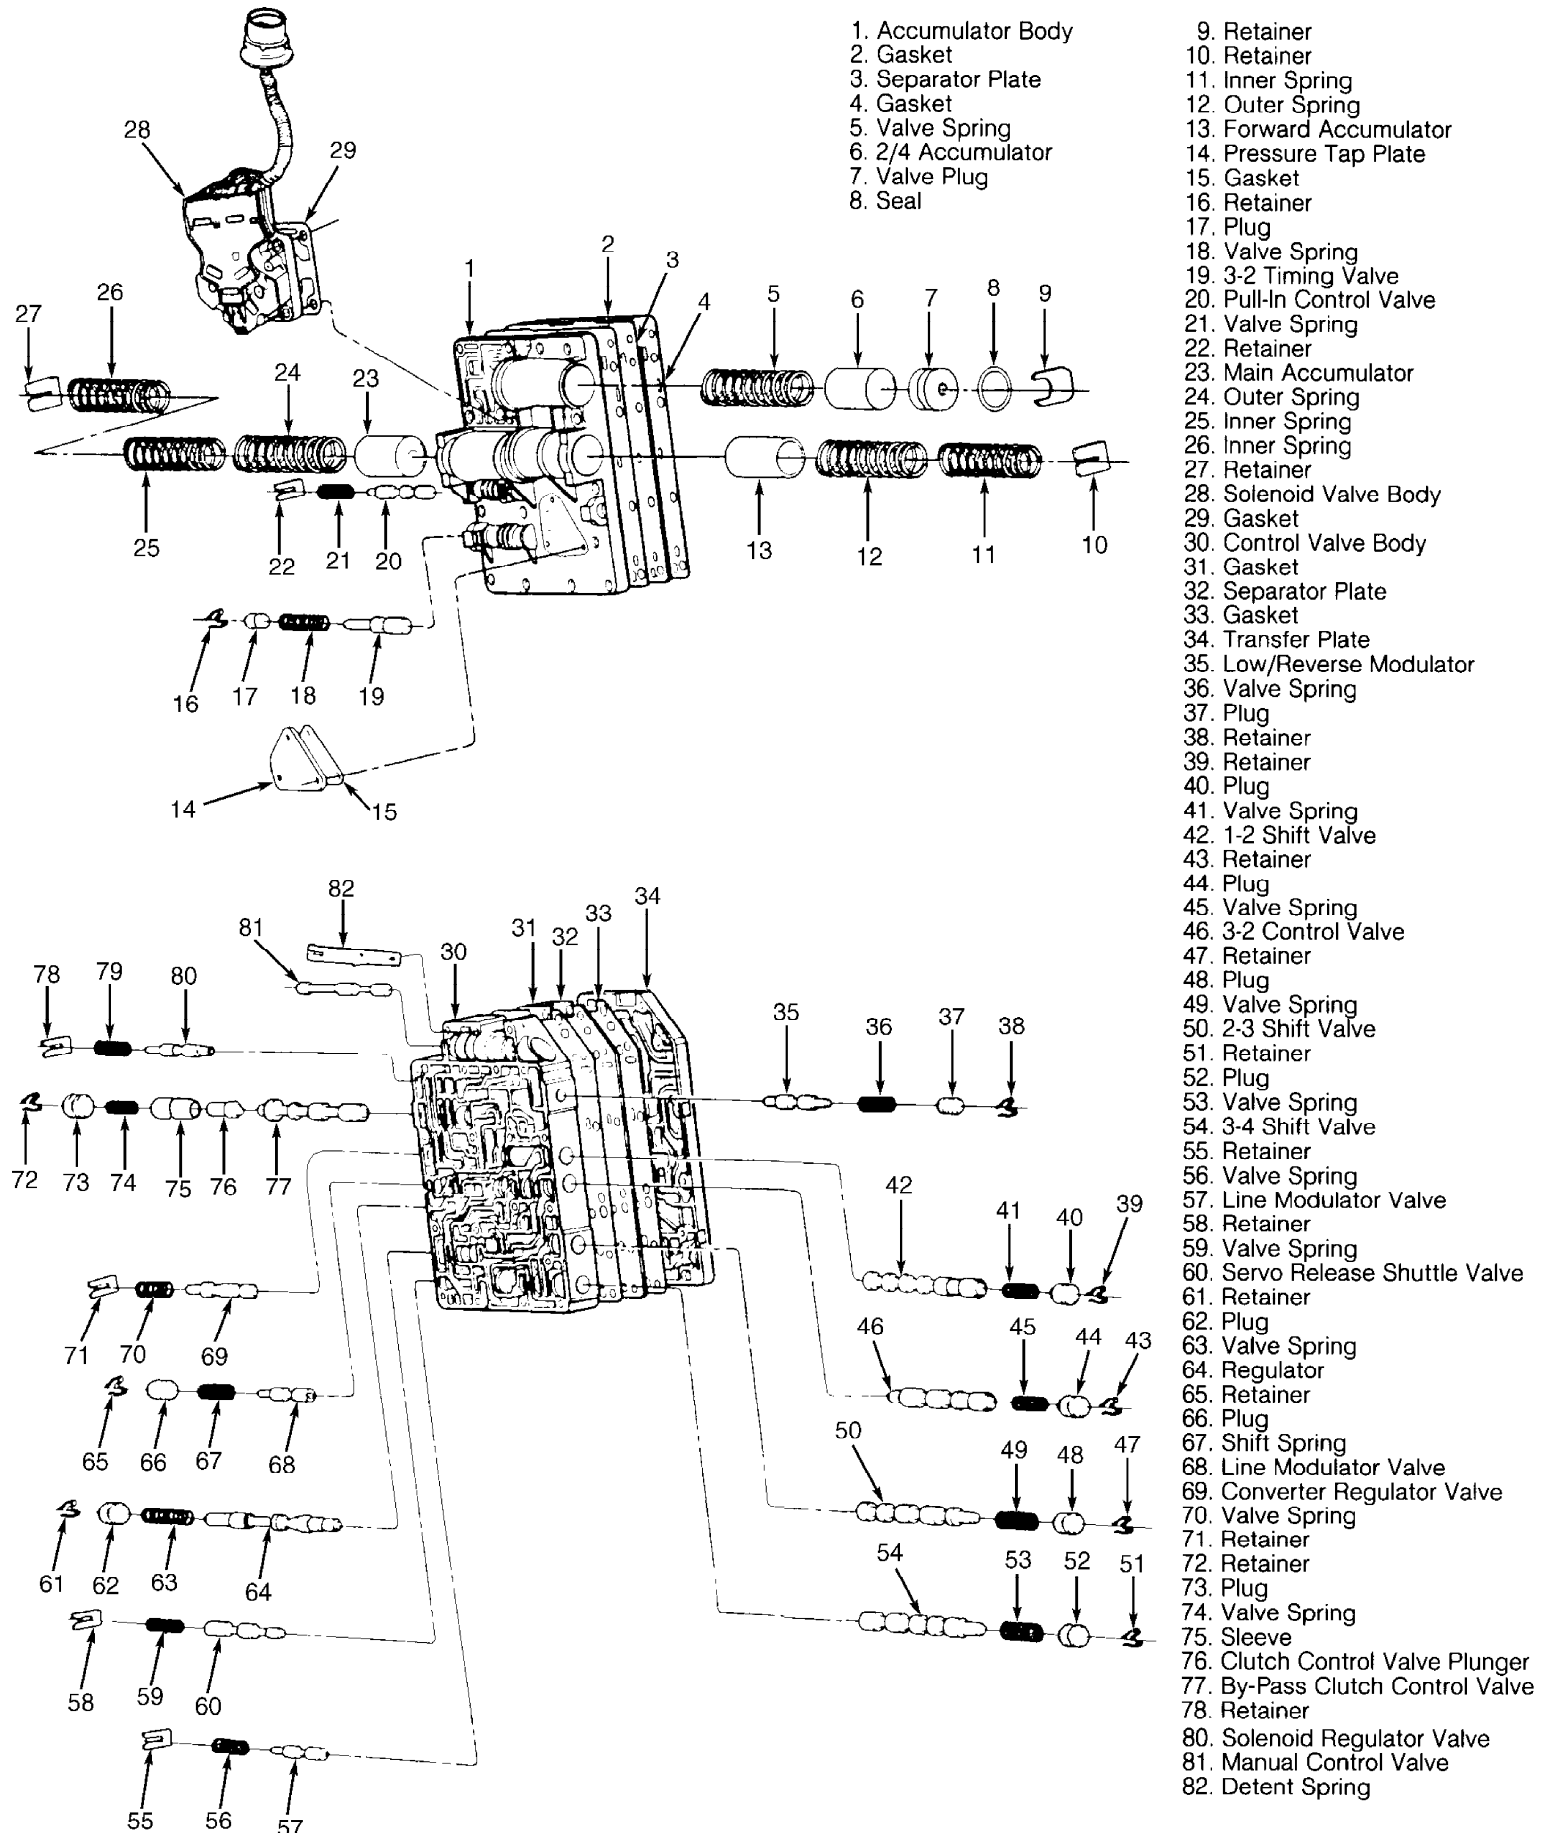 1. Accumulator Body
2. Gasket
3. Separator Plate
4. Gasket
5. Valve Spring
6. 2/4 Accumulator
7. Valve Plug
8. Seal
9. Retainer
10. Retainer
11. Inner Spring
12. Outer Spring
13. Forward Accumulator
14. Pressure Tap Plate
15. Gasket
16. Retainer
17. Plug
18. Valve Spring
19. 3-2 Timing Valve
20. Pull-In Control Valve
21. Valve Spring
22. Retainer
23. Main Accumulator
24. Outer Spring
25. Inner Spring
26. Inner Spring
27. Retainer
28. Solenoid Valve Body
29. Gasket
30. Control Valve Body
31. Gasket
32. Separator Plate
33. Gasket
34. Transfer Plate
35. Low/Reverse Modulator
36. Valve Spring
37. Plug
38. Retainer
39. Retainer
40. Plug
41. Valve Spring
42. 1-2 Shift Valve
43. Retainer
44. Plug
45. Valve Spring
46. 3-2 Control Valve
47. Retainer
48. Plug
49. Valve Spring
50. 2-3 Shift Valve
51. Retainer
52. Plug
53. Valve Spring
54. 3-4 Shift Valve
55. Retainer
56. Valve Spring
57. Line Modulator Valve
58. Retainer
59. Valve Spring
60. Servo Release Shuttle Valve
61. Retainer
62. Plug
63. Valve Spring
64. Regulator
65. Retainer
66. Plug
67. Shift Spring
68. Line Modulator Valve
69. Converter Regulator Valve
70. Valve Spring
71. Retainer
72. Retainer
73. Plug
74. Valve Spring
75. Sleeve
76. Clutch Control Valve Plunger
77. By-Pass Clutch Control Valve
78. Retainer
80. Solenoid Regulator Valve
81. Manual Control Valve
82. Detent Spring
28
29
2
3
1
4
5
6
7
8
9
27
26
24
23
25
22
21
20
13
12
11
10
16
17
18
19
14
15
82
81
30
31
32
33
34
78
79
80
35
36
37
38
72
73
74
75
76
77
42
41
40
39
71
70
69
46
45
44
43
65
66
67
68
50
49
48
47
61
62
63
64
54
53
52
51
58
59
60
55
56
57